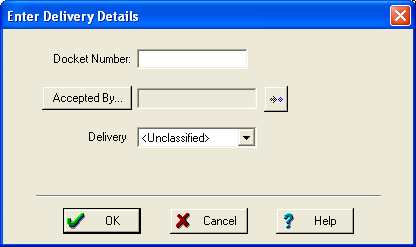 Enter Delivery Details
Docket Number:
Accepted By...
Delivery <Unclassified>
OK Cancel Help